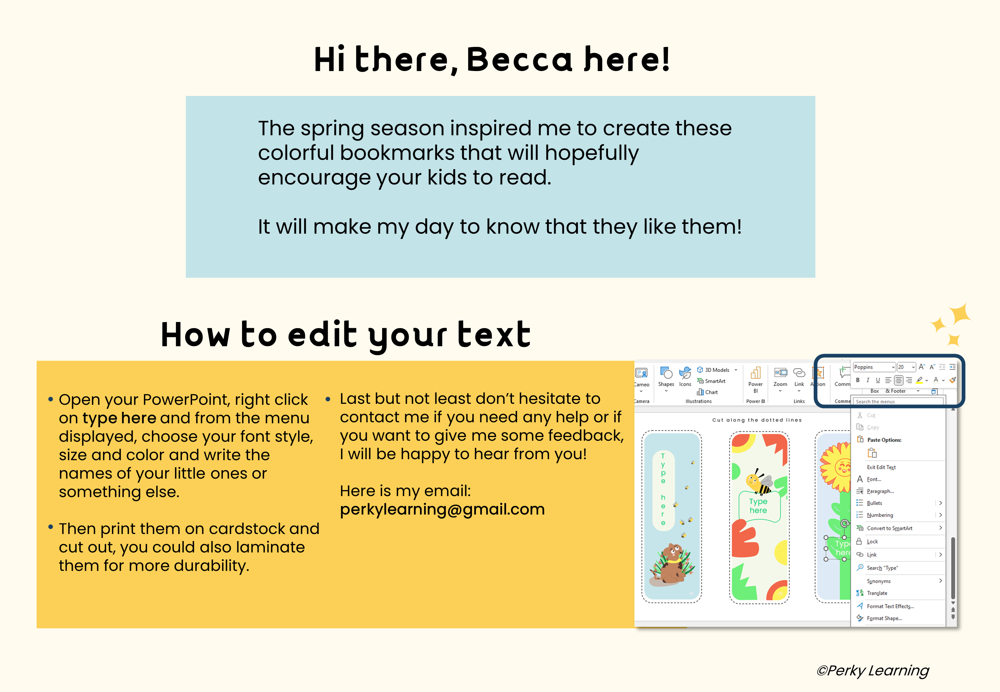 Hi there, Becca here!
The spring season inspired me to create these
colorful bookmarks that will hopefully
encourage your kids to read.
It will make my day to know that they like them!
How to edit your text
• Open your PowerPoint, right click
on type here and from the menu
displayed, choose your font style,
size and color and write the
names of your little ones or
something else.
• Then print them on cardstock and
cut out, you could also laminate
them for more durability.
• Last but not least don’t hesitate to
contact me if you need any help or if
you want to give me some feedback,
I will be happy to hear from you!
Here is my email:
perkylearning@gmail.com
Cameo
Camera
Shapes
Icons
3D Models
SmartArt
Chart
Illustrations
Power
BI
Power BI
Zoom
Link
Links
Comm
Comme
Poppins
20
B I U
A
Box & Footer
Search the menus
Cut
Copy
Paste Options:
Exit Edit Text
Font...
Paragraph...
Bullets
Numbering
Convert to SmartArt
Lock
Link
Search "Type"
Synonyms
Translate
Format Text Effects...
Format Shape...
Cut along the dotted lines
Type here
Type
here
Type
here
©Perky Learning